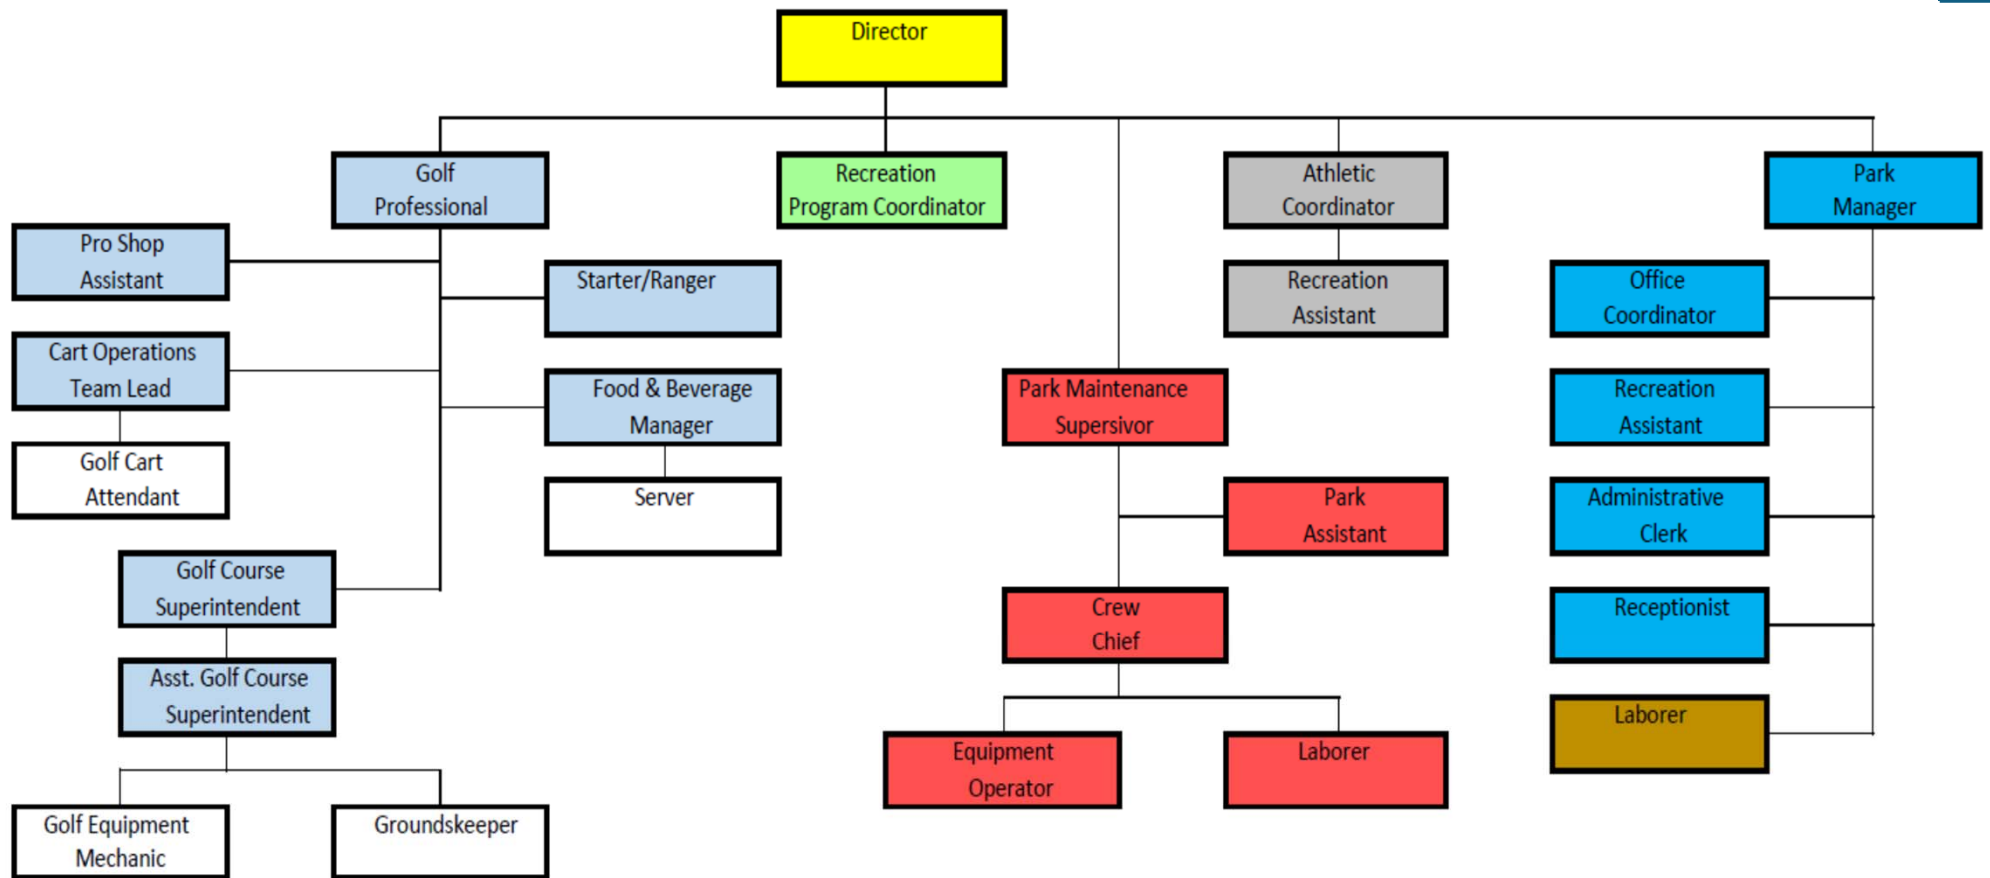 Director
Golf
Professional
Recreation
Program Coordinator
Athletic
Coordinator
Park
Manager
Pro Shop
Assistant
Starter/Ranger
Recreation
Assistant
Office
Coordinator
Cart Operations
Team Lead
Food & Beverage
Manager
Park Maintenance
Supersivor
Recreation
Assistant
Golf Cart
Attendant
Server
Park
Assistant
Administrative
Clerk
Golf Course
Superintendent
Crew
Chief
Receptionist
Asst. Golf Course
Superintendent
Laborer
Equipment
Operator
Laborer
Golf Equipment
Mechanic
Groundskeeper